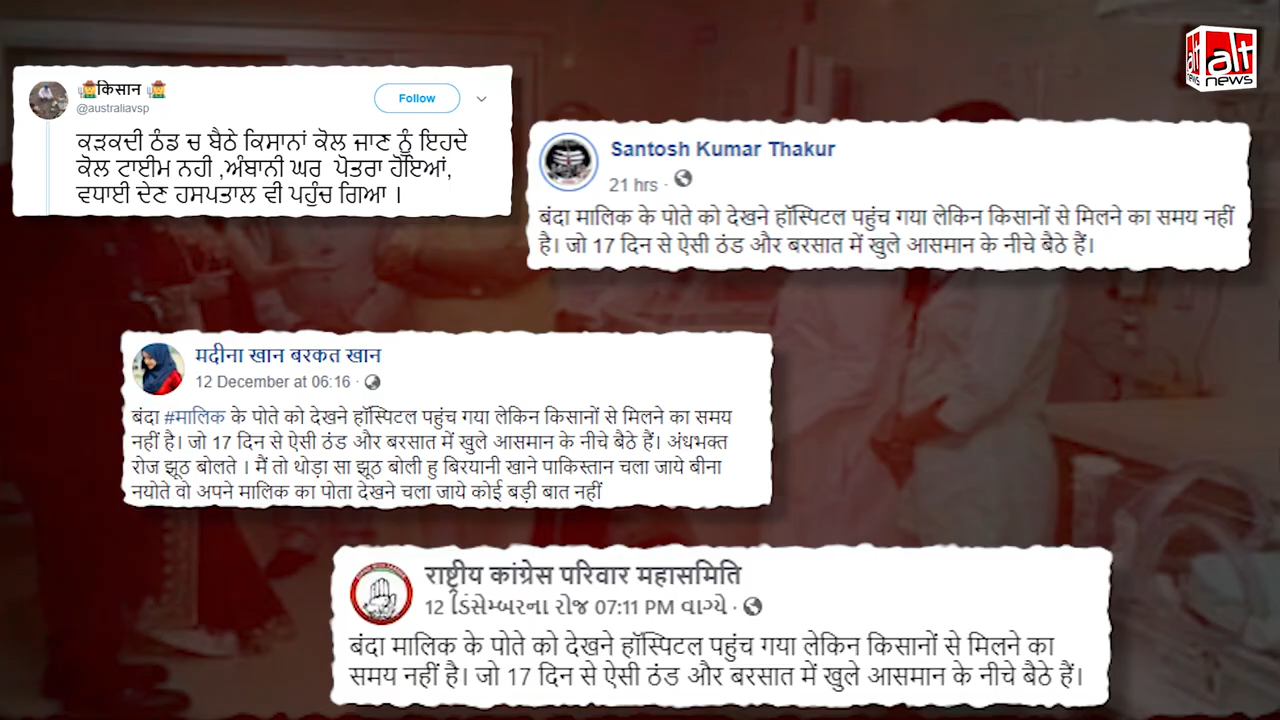 alt news
किसान
@australiavsp
Follow
ਕੜਕਦੀ ਠੰਡ ਚ ਬੈਠੇ ਕਿਸਾਨਾਂ ਕੋਲ ਜਾਣ ਨੂੰ ਇਹਦੇ
ਕੋਲ ਟਾਈਮ ਨਹੀ ,ਅੰਬਾਨੀ ਘਰ ਪੋਤਰਾ ਹੋਇਆਂ,
ਵਧਾਈ ਦੇਣ ਹਸਪਤਾਲ ਵੀ ਪਹੁੰਚ ਗਿਆ ।
Santosh Kumar Thakur
21 hrs ·
बंदा मालिक के पोते को देखने हॉस्पिटल पहुंच गया लेकिन किसानों से मिलने का समय नहीं
है। जो 17 दिन से ऐसी ठंड और बरसात में खुले आसमान के नीचे बैठे हैं।
मदीना खान बरकत खान
12 December at 06:16 ·
बंदा #मालिक के पोते को देखने हॉस्पिटल पहुंच गया लेकिन किसानों से मिलने का समय
नहीं है। जो 17 दिन से ऐसी ठंड और बरसात में खुले आसमान के नीचे बैठे हैं। अंधभक्त
रोज झूठ बोलते । मैं तो थोड़ा सा झूठ बोली हु बिरयानी खाने पाकिस्तान चला जाये बीना
नयोते वो अपने मालिक का पोता देखने चला जाये कोई बड़ी बात नहीं
राष्ट्रीय कांग्रेस परिवार महासमिति
12 ડિસેમ્બરના રોજ 07:11 PM વાગ્યે ·
बंदा मालिक के पोते को देखने हॉस्पिटल पहुंच गया लेकिन किसानों से मिलने का
समय नहीं है। जो 17 दिन से ऐसी ठंड और बरसात में खुले आसमान के नीचे बैठे हैं।